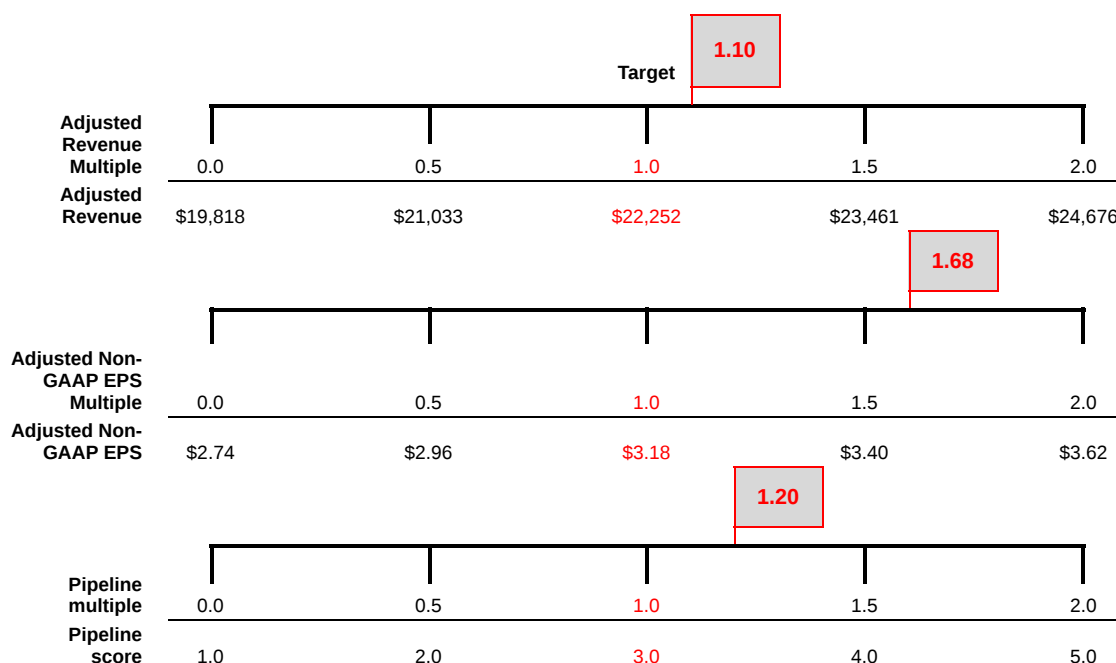 1.10
Target
Adjusted
Revenue
Multiple 0.0 0.5 1.0 1.5 2.0
Adjusted
Revenue $19,818 $21,033 $22,252 $23,461 $24,676
1.68
Adjusted Non-
GAAP EPS
Multiple 0.0 0.5 1.0 1.5 2.0
Adjusted Non-
GAAP EPS $2.74 $2.96 $3.18 $3.40 $3.62
1.20
Pipeline
multiple 0.0 0.5 1.0 1.5 2.0
Pipeline
score 1.0 2.0 3.0 4.0 5.0